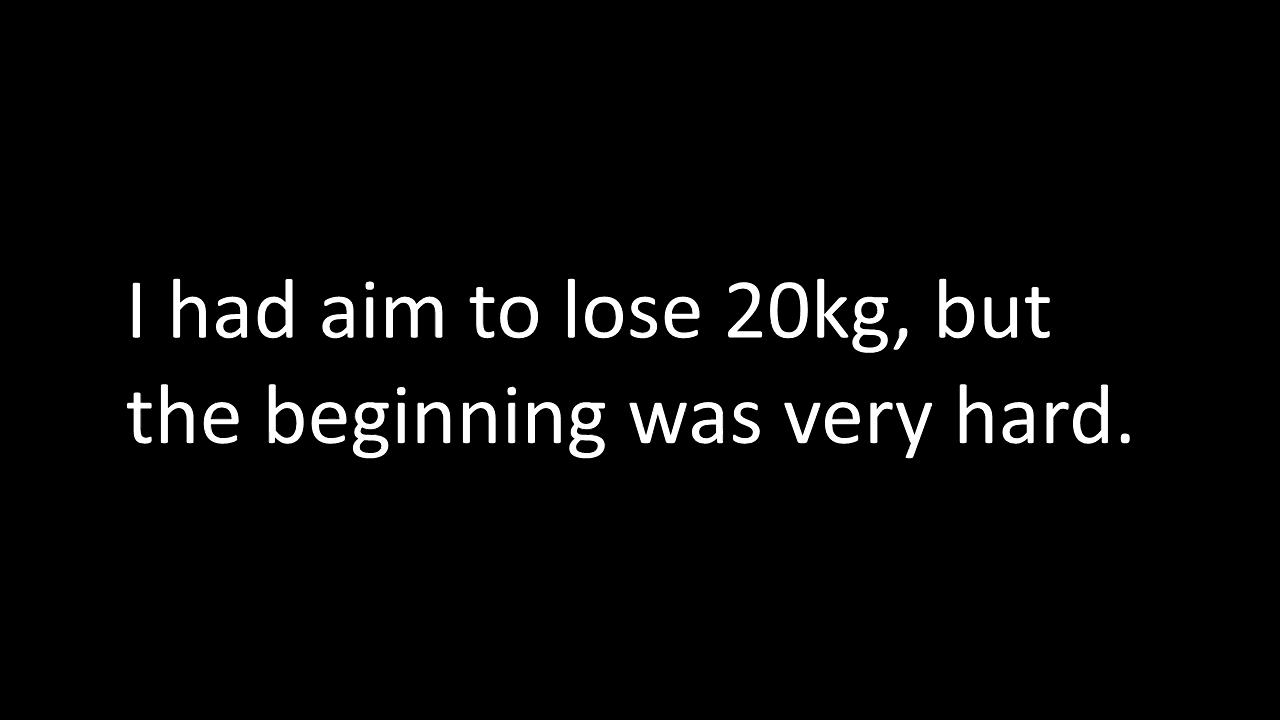 I had aim to lose 20kg, but
the beginning was very hard.